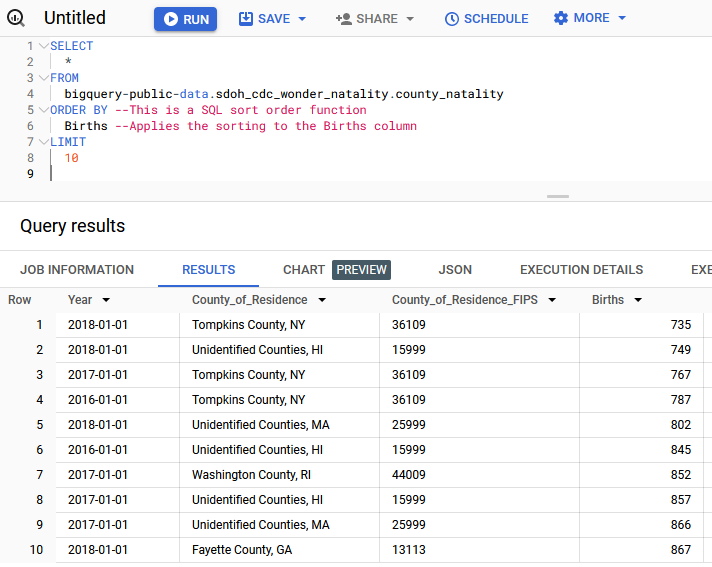 Untitled RUN SAVE SHARE SCHEDULE MORE
1 SELECT
2 *
3 FROM
4 bigquery-public-data.sdoh_cdc_wonder_natality.county_natality
5 ORDER BY --This is a SQL sort order function
6 Births --Applies the sorting to the Births column
7 LIMIT
8 10
9
Query results
JOB INFORMATION RESULTS CHART PREVIEW JSON EXECUTION DETAILS EXE
Row Year County_of_Residence County_of_Residence_FIPS Births
1 2018-01-01 Tompkins County, NY 36109 735
2 2018-01-01 Unidentified Counties, HI 15999 749
3 2017-01-01 Tompkins County, NY 36109 767
4 2016-01-01 Tompkins County, NY 36109 787
5 2018-01-01 Unidentified Counties, MA 25999 802
6 2016-01-01 Unidentified Counties, HI 15999 845
7 2017-01-01 Washington County, RI 44009 852
8 2017-01-01 Unidentified Counties, HI 15999 857
9 2017-01-01 Unidentified Counties, MA 25999 866
10 2018-01-01 Fayette County, GA 13113 867